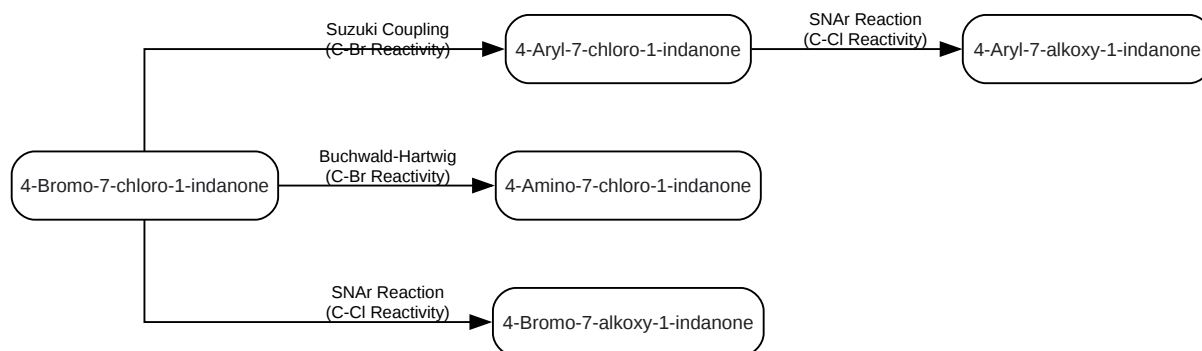 Suzuki Coupling
(C-Br Reactivity)
4-Aryl-7-chloro-1-indanone
SNAr Reaction
(C-Cl Reactivity)
4-Aryl-7-alkoxy-1-indanone
4-Bromo-7-chloro-1-indanone
Buchwald-Hartwig
(C-Br Reactivity)
4-Amino-7-chloro-1-indanone
SNAr Reaction
(C-Cl Reactivity)
4-Bromo-7-alkoxy-1-indanone